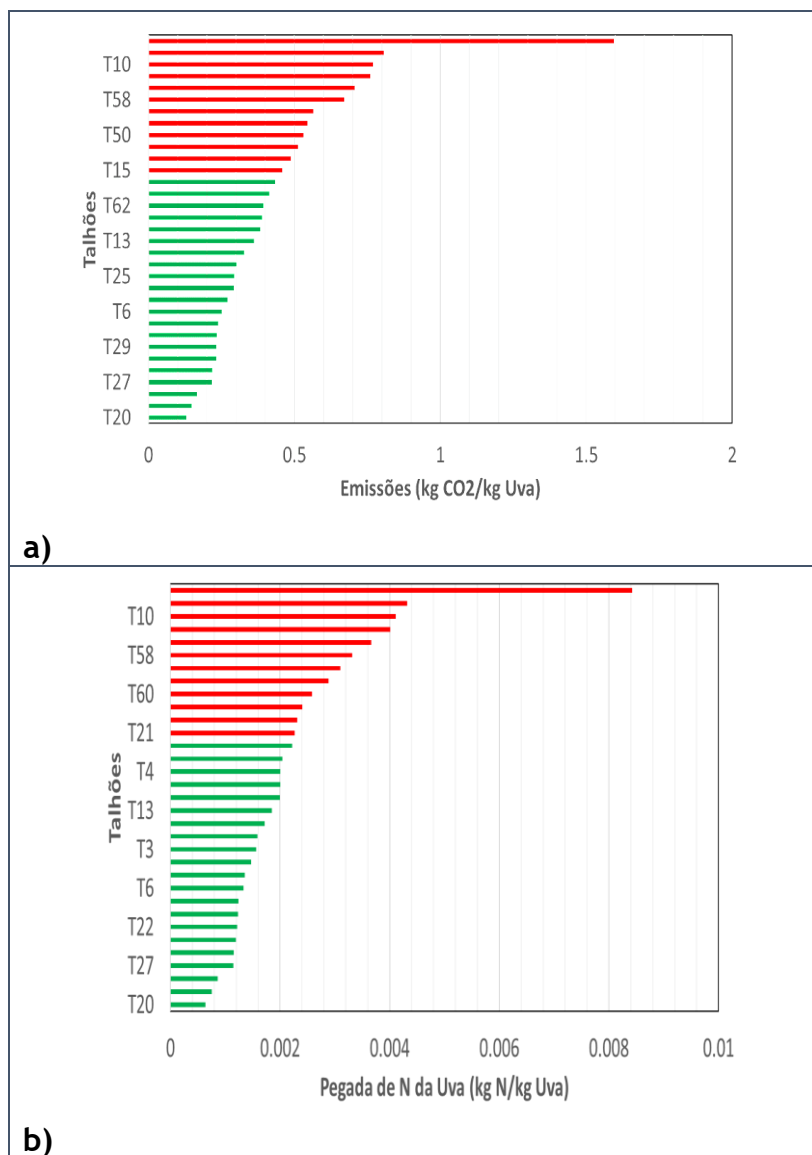 T10
T58
T50
T15
T62
T13
T25
T6
T29
T27
T20
Talhões
0 0.5 1 1.5 2
Emissões (kg CO2/kg Uva)
a)
T10
T58
T60
T21
T4
T13
T3
T6
T22
T27
T20
Talhões
0 0.002 0.004 0.006 0.008 0.01
Pegada de N da Uva (kg N/kg Uva)
b)